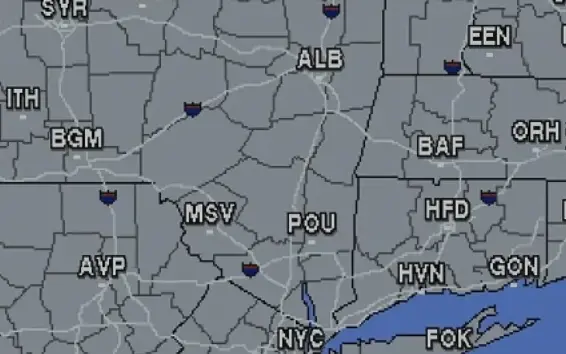 SYR
EEN
ALB
ITH
ORH
BGM
BAF
MSV
HFD
POU
AVP
HVN
GON
NYC
FOK